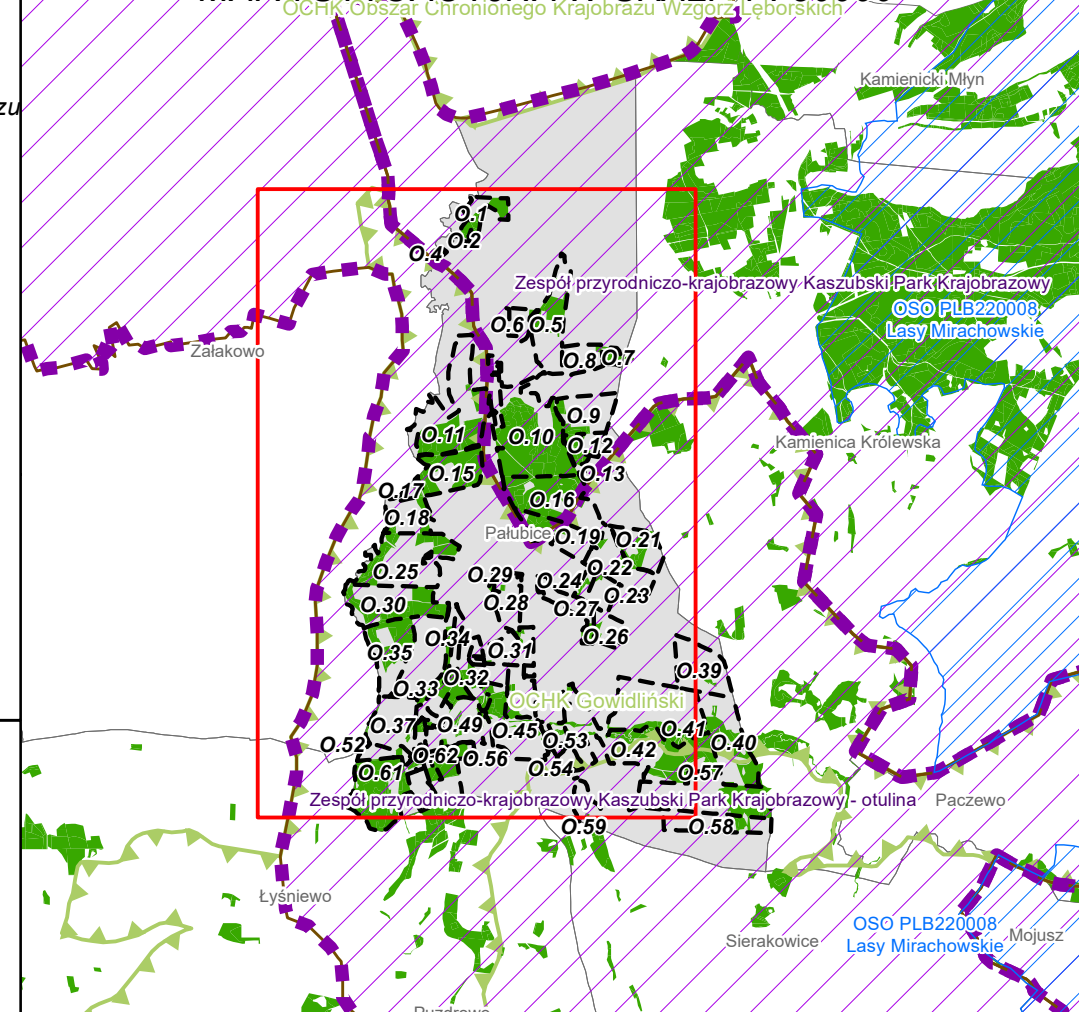 OCHK Obszar Chronionego Krajobrazu Wzgórz Lęborskich
zu
Kamienicki Młyn
O.1
O.2
O.4
Zespół przyrodniczo-krajobrazowy Kaszubski Park Krajobrazowy
OSO PLB220008
Lasy Mirachowskie
O.6
O.5
Załakowo
O.8
O.7
O.9
O.11
O.10
O.12
Kamienica Królewska
O.15
O.13
O.17
O.16
O.18
Pałubice
O.19
O.21
O.25
O.29
O.24
O.22
O.30
O.28
O.27
O.23
O.34
O.26
O.35
O.31
O.39
O.33
O.32
OCHK Gowidliński
O.37
O.49
O.45
O.41
O.52
O.53
O.42
O.40
O.62
O.56
O.61
O.54
O.57
Zespół przyrodniczo-krajobrazowy Kaszubski Park Krajobrazowy - otulina
Paczewo
O.59
O.58
Łyśniewo
OSO PLB220008
Lasy Mirachowskie
Mojusz
Sierakowice